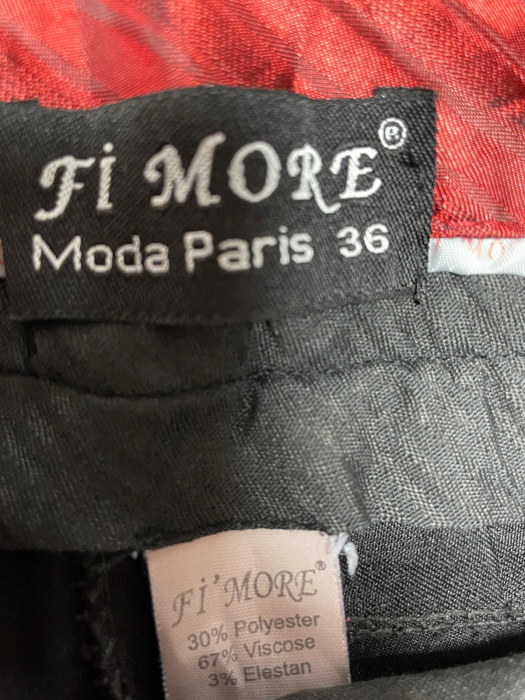 Fİ MORE®
Moda Paris 36
Fİ'MORE®
30% Polyester
67% Viscose
3% Elestan